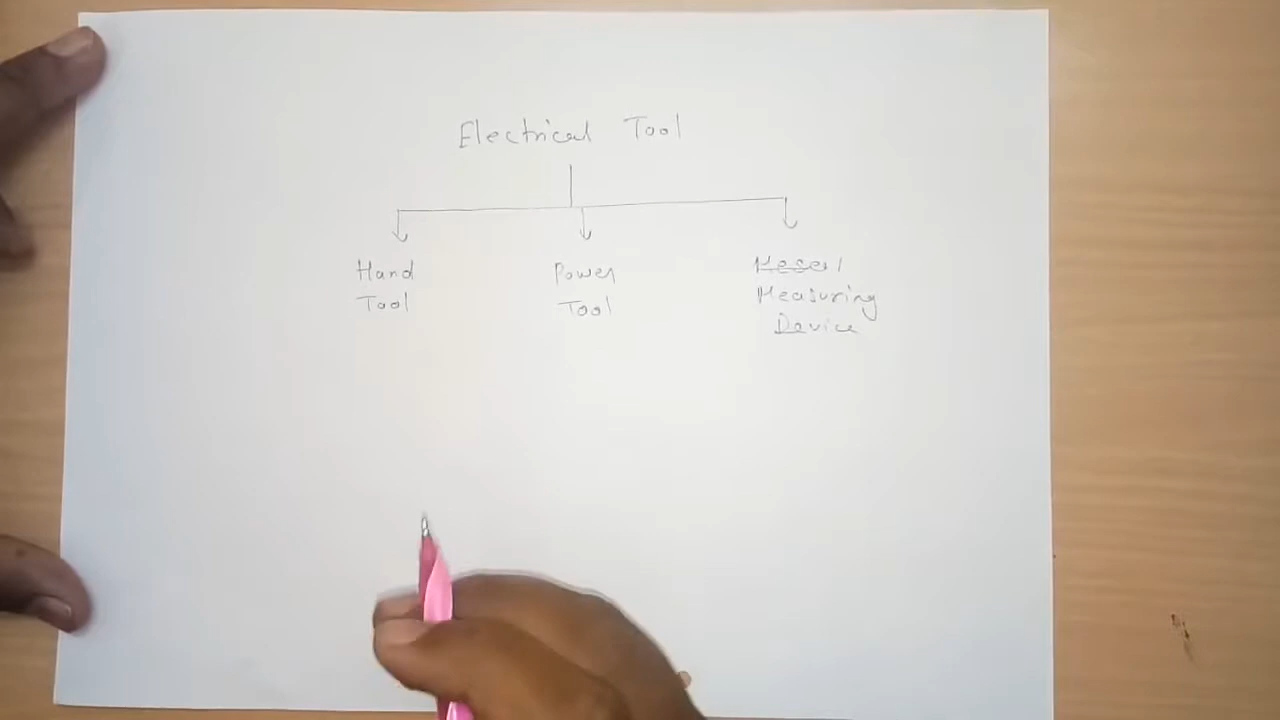 Electrical Tool
Hand
Tool
Power
Tool
Measuring
Device